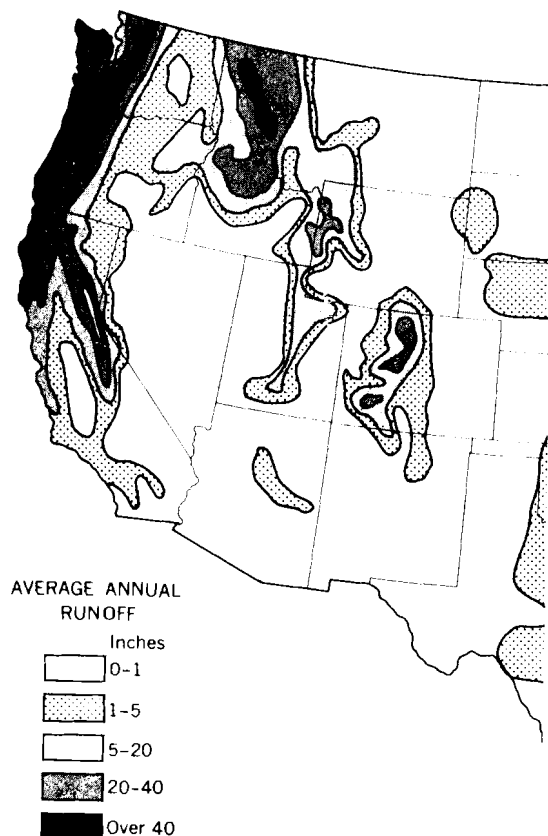 AVERAGE ANNUAL
RUNOFF
Inches
0-1
1-5
5-20
20-40
Over 40